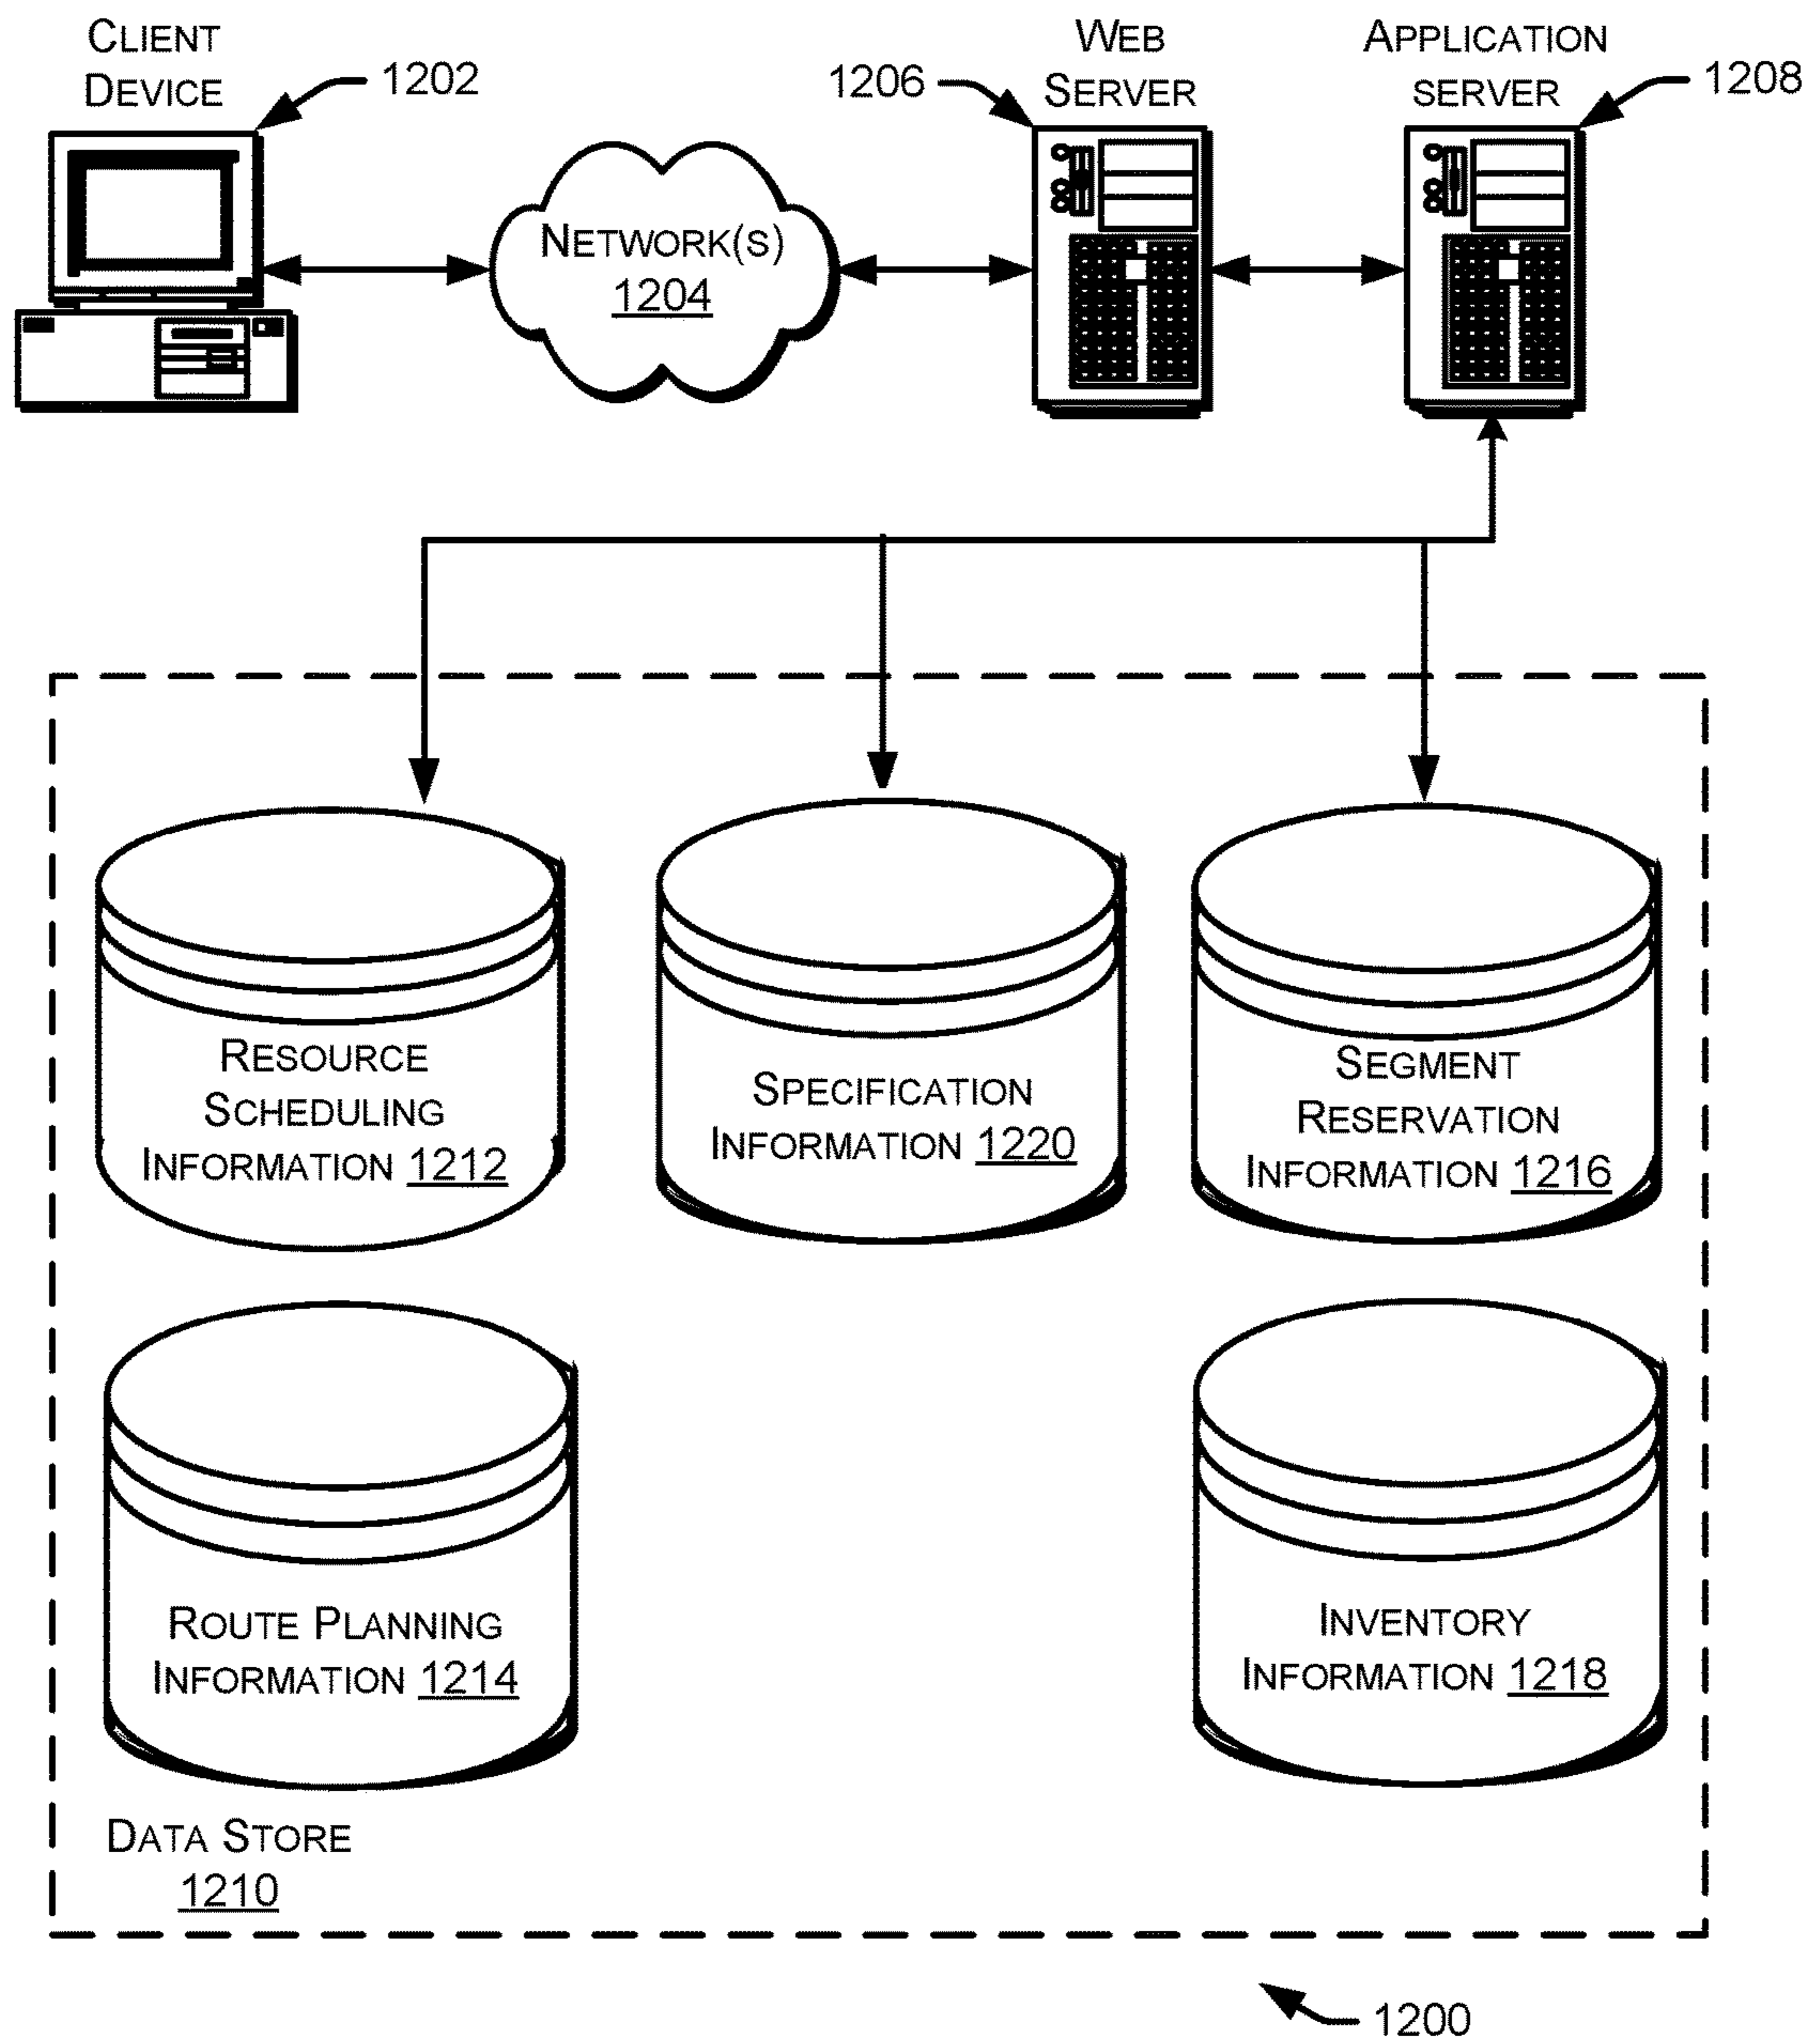 CLIENT
DEVICE
1202
WEB
SERVER
1206
APPLICATION
SERVER
1208
NETWORK(S)
1204
RESOURCE
SCHEDULING
INFORMATION 1212
SPECIFICATION
INFORMATION 1220
SEGMENT
RESERVATION
INFORMATION 1216
ROUTE PLANNING
INFORMATION 1214
INVENTORY
INFORMATION 1218
DATA STORE
1210
1200